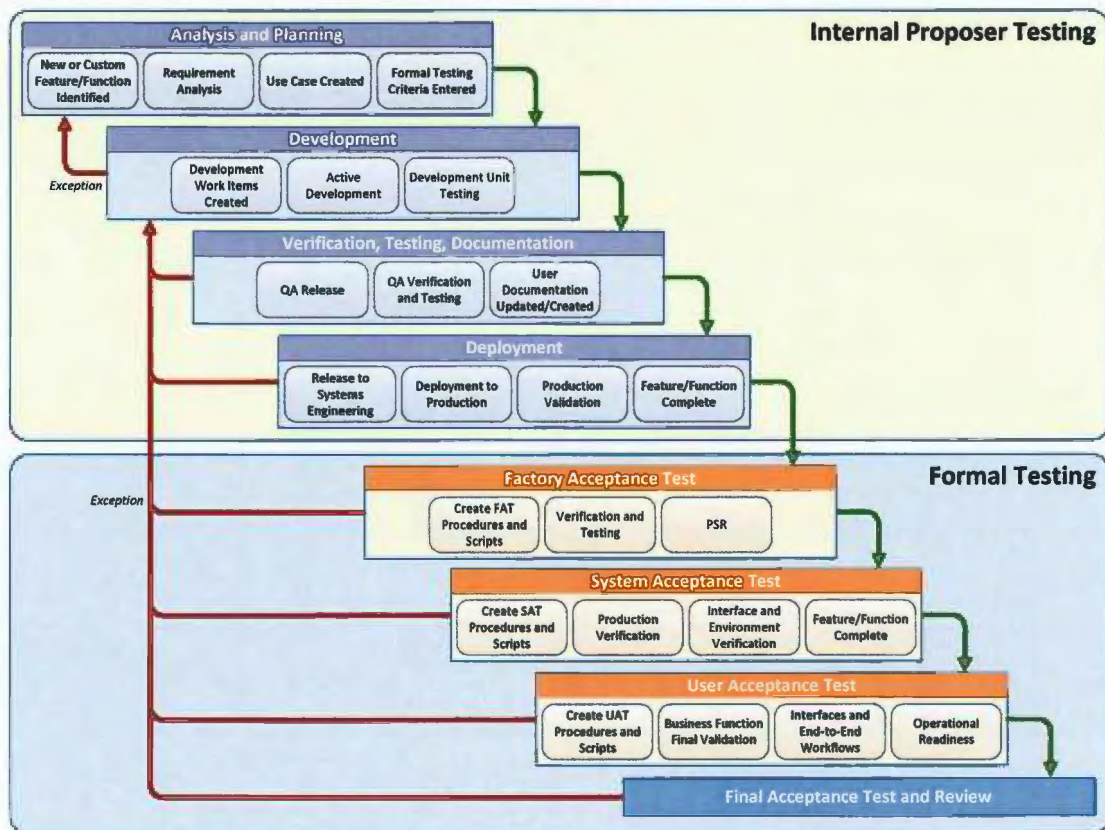 Internal Proposer Testing
Analysis and Planning
New or Custom
Feature/Function
Identified
Requirement
Analysis
Use Case Created
Formal Testing
Criteria Entered
Development
Exception
Development
Work Items
Created
Active
Development
Development Unit
Testing
Verification, Testing, Documentation
QA Release
QA Verification
and Testing
User
Documentation
Updated/Created
Deployment
Release to
Systems
Engineering
Deployment to
Production
Production
Validation
Feature/Function
Complete
Formal Testing
Factory Acceptance Test
Exception
Create FAT
Procedures and
Scripts
Verification and
Testing
PSR
System Acceptance Test
Create SAT
Procedures and
Scripts
Production
Verification
Interface and
Environment
Verification
Feature/Function
Complete
User Acceptance Test
Create UAT
Procedures and
Scripts
Business Function
Final Validation
Interfaces and
End-to-End
Workflows
Operational
Readiness
Final Acceptance Test and Review